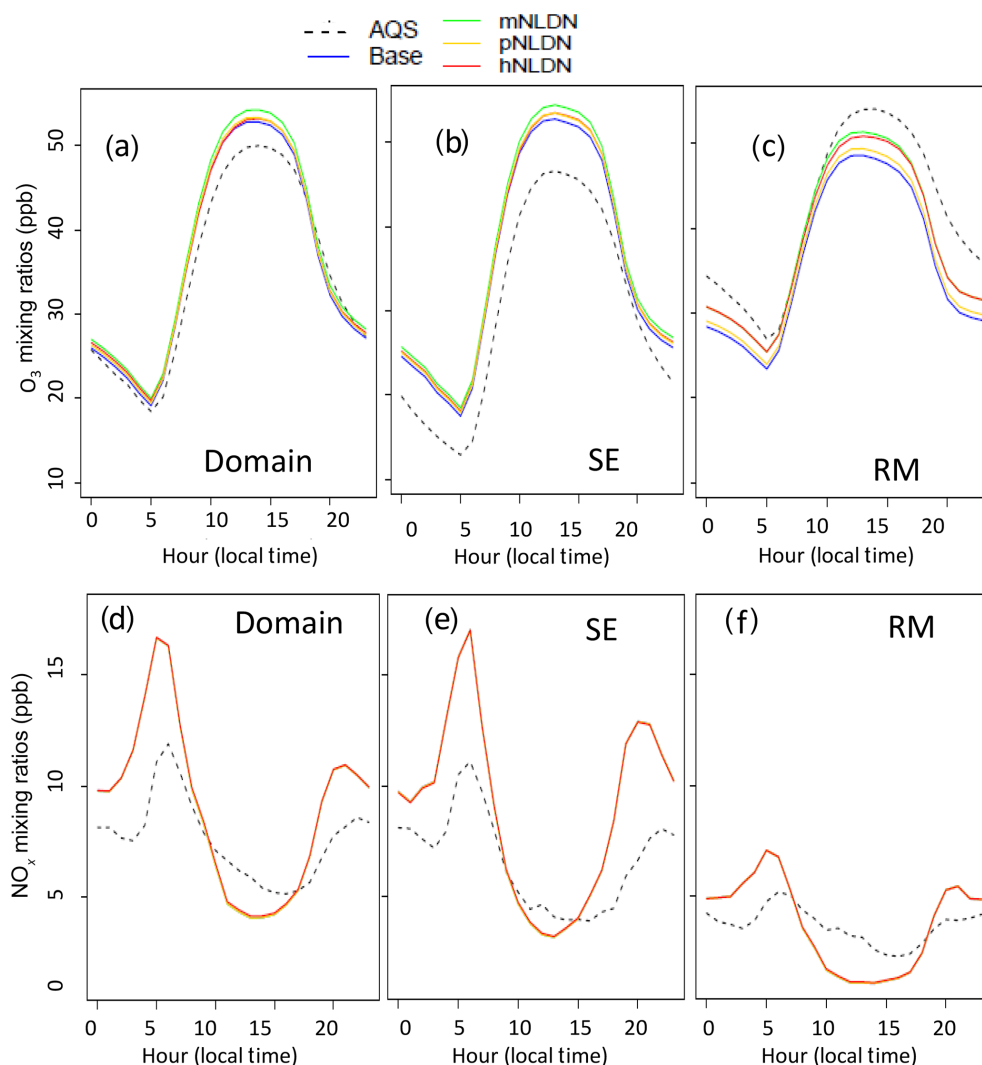 AQS
Base
mNLDN
pNLDN
hNLDN
(a)
(b)
(c)
O3 mixing ratios (ppb)
10 20 30 40 50
Domain
SE
RM
0 5 10 15 20
0 5 10 15 20
0 5 10 15 20
Hour (local time)
Hour (local time)
Hour (local time)
(d)
Domain
(e)
SE
(f)
RM
NOx mixing ratios (ppb)
0 5 10 15
0 5 10 15 20
0 5 10 15 20
0 5 10 15 20
Hour (local time)
Hour (local time)
Hour (local time)